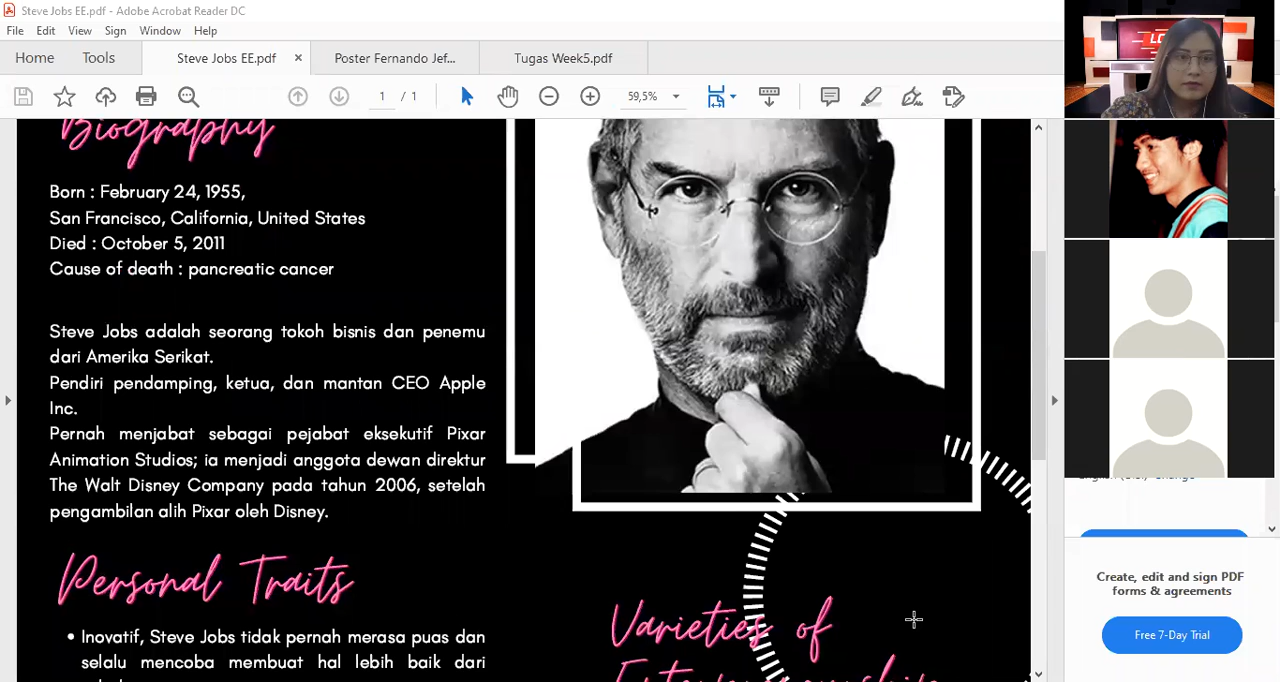 Steve Jobs EE.pdf - Adobe Acrobat Reader DC
File Edit View Sign Window Help
Home Tools Steve Jobs EE.pdf × Poster Fernando Jef... Tugas Week5.pdf
1 / 1 59,5%
Biography
Born : February 24, 1955,
San Francisco, California, United States
Died : October 5, 2011
Cause of death : pancreatic cancer
Steve Jobs adalah seorang tokoh bisnis dan penemu
dari Amerika Serikat.
Pendiri pendamping, ketua, dan mantan CEO Apple
Inc.
Pernah menjabat sebagai pejabat eksekutif Pixar
Animation Studios; ia menjadi anggota dewan direktur
The Walt Disney Company pada tahun 2006, setelah
pengambilan alih Pixar oleh Disney.
Personal Traits
• Inovatif, Steve Jobs tidak pernah merasa puas dan
selalu mencoba membuat hal lebih baik dari
Varieties of
Create, edit and sign PDF
forms & agreements
Free 7-Day Trial